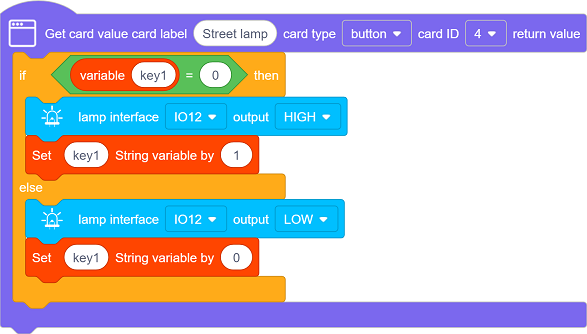 Get card value card label Street lamp card type button card ID 4 return value
if variable key1 = 0 then
lamp interface IO12 output HIGH
Set key1 String variable by 1
else
lamp interface IO12 output LOW
Set key1 String variable by 0